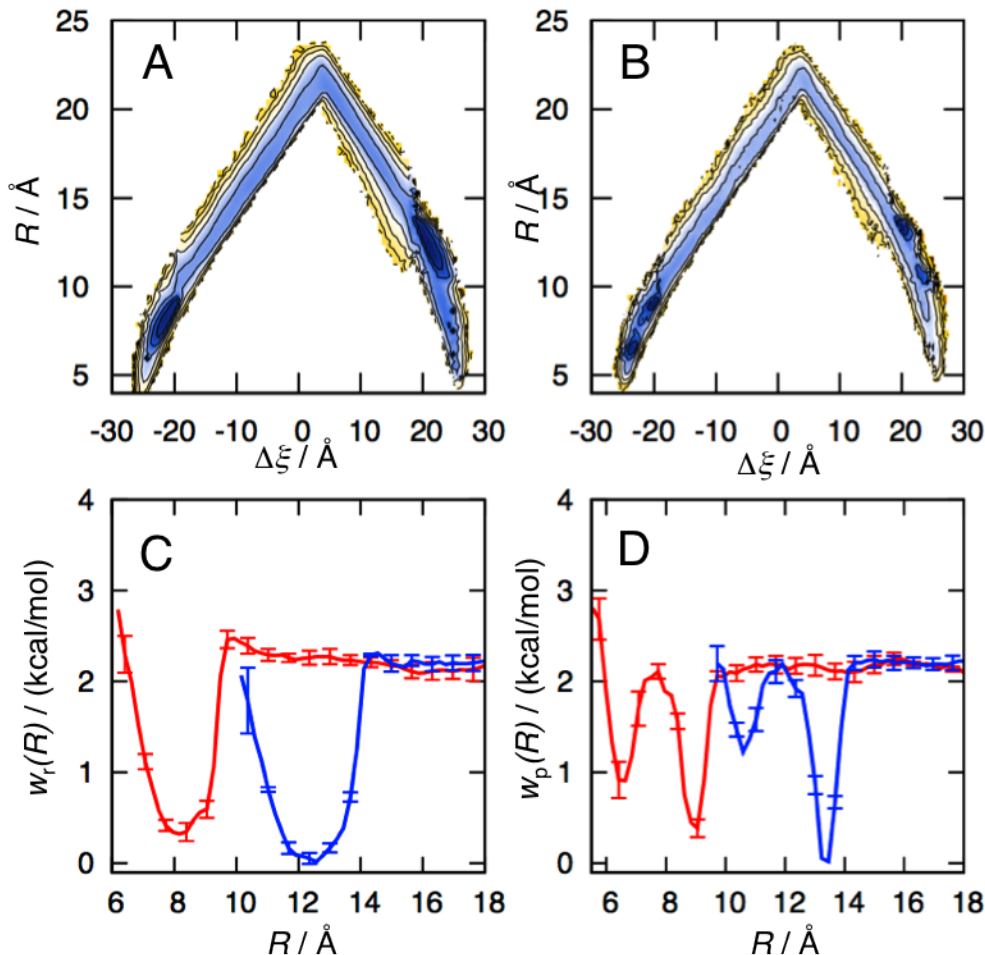 25
20
15
10
5
R / Å
A
-30 -20 -10 0 10 20 30
Δξ / Å
25
20
15
10
5
R / Å
B
-30 -20 -10 0 10 20 30
Δξ / Å
4
3
2
1
0
wr(R) / (kcal/mol)
C
6 8 10 12 14 16 18
R / Å
4
3
2
1
0
wp(R) / (kcal/mol)
D
6 8 10 12 14 16 18
R / Å